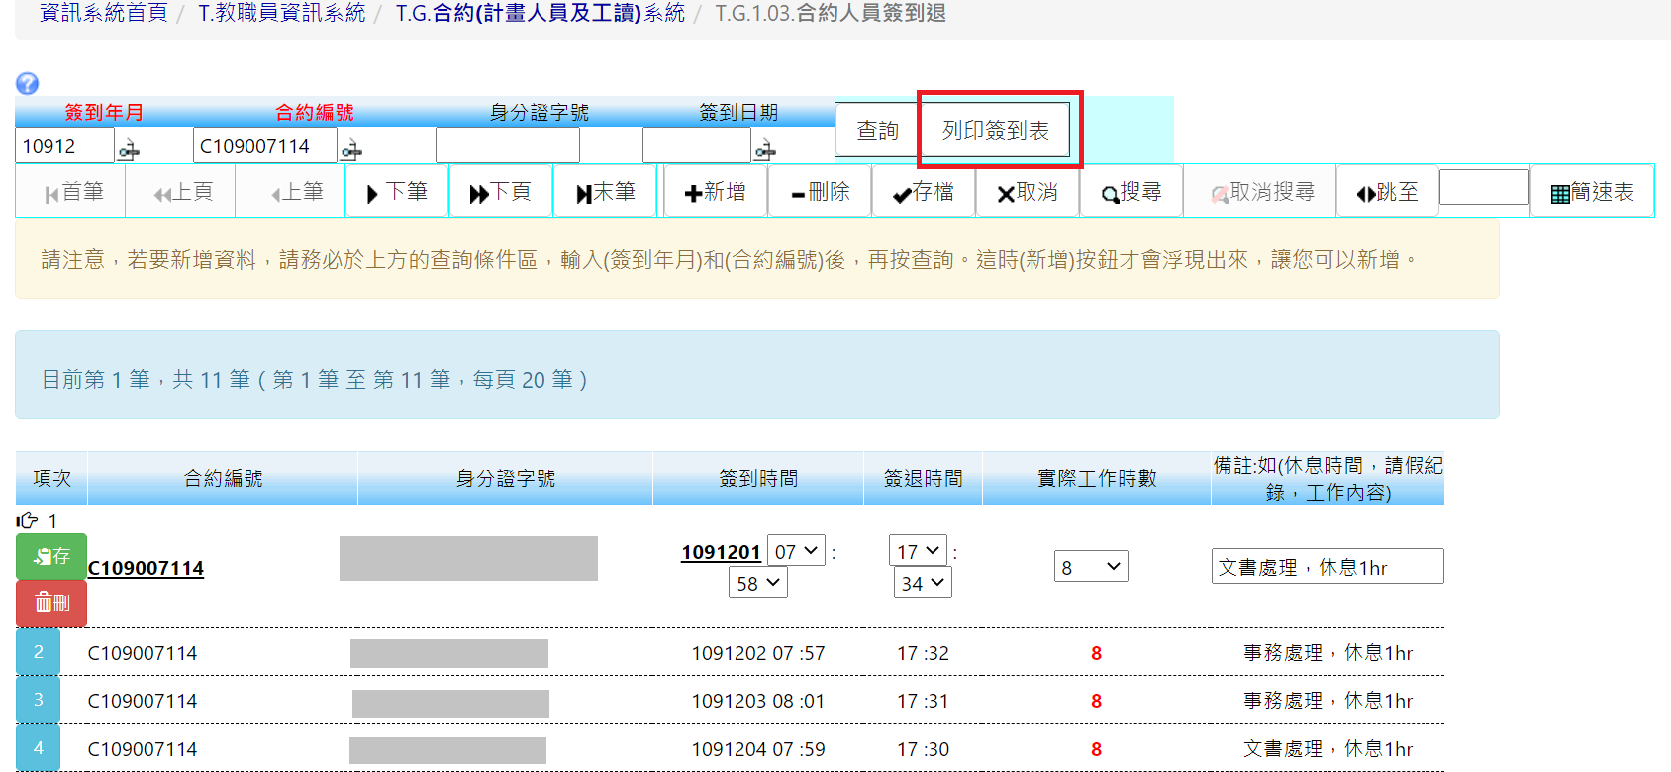 資訊系統首頁 / T.教職員資訊系統 / T.G.合約(計畫人員及工讀)系統 / T.G.1.03.合約人員簽到退
簽到年月 合約編號 身分證字號 簽到日期 查詢 列印簽到表
10912 C109007114
首筆 上頁 上筆 下筆 下頁 末筆 新增 刪除 存檔 取消 搜尋 取消搜尋 跳至 簡速表
請注意，若要新增資料，請務必於上方的查詢條件區，輸入(簽到年月)和(合約編號)後，再按查詢。這時(新增)按鈕才會浮現出來，讓您可以新增。
目前第 1 筆，共 11 筆 ( 第 1 筆 至 第 11 筆，每頁 20 筆 )
項次 合約編號 身分證字號 簽到時間 簽退時間 實際工作時數 備註:如(休息時間，請假紀
錄，工作內容)
1
存 C109007114 1091201 07 : 58 17 : 34 8 文書處理，休息1hr
刪
2 C109007114 1091202 07 :57 17 :32 8 事務處理，休息1hr
3 C109007114 1091203 08 :01 17 :31 8 事務處理，休息1hr
4 C109007114 1091204 07 :59 17 :30 8 文書處理，休息1hr